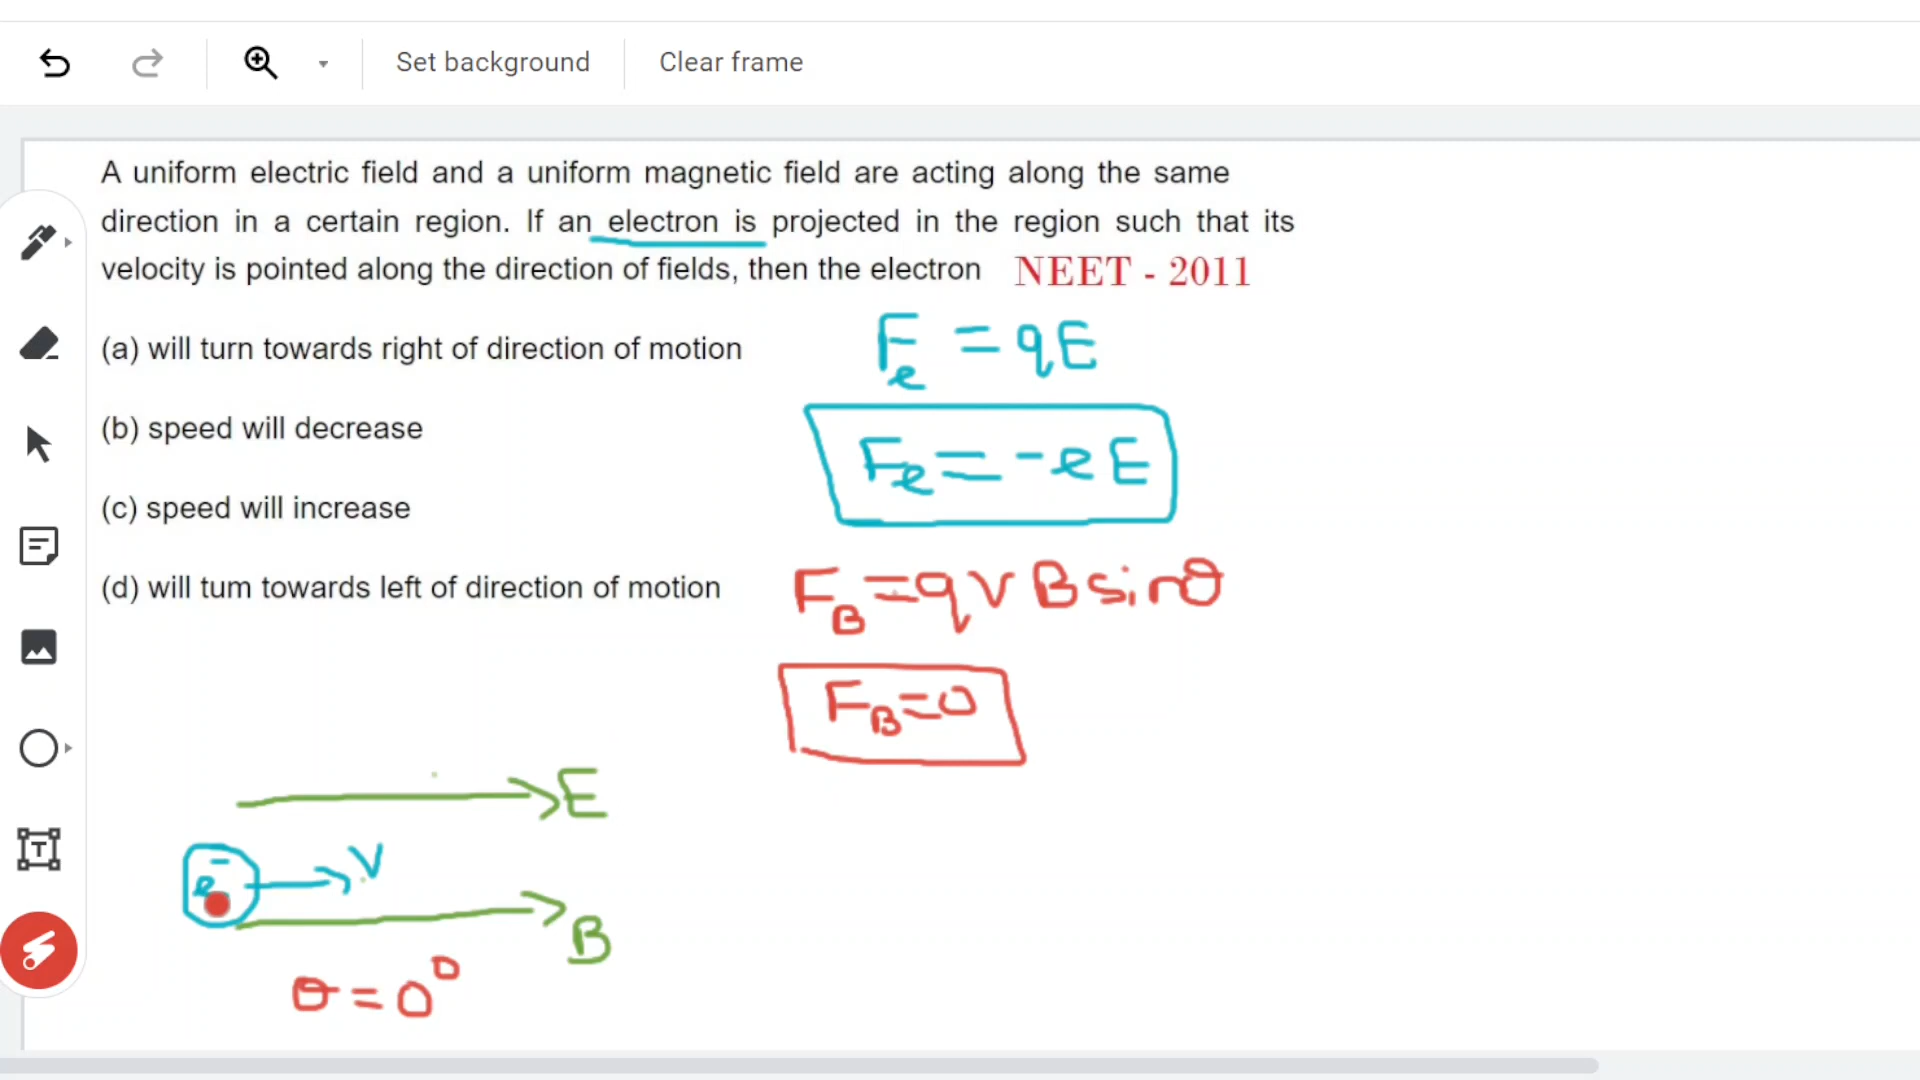 Set background Clear frame
A uniform electric field and a uniform magnetic field are acting along the same
direction in a certain region. If an electron is projected in the region such that its
velocity is pointed along the direction of fields, then the electron NEET - 2011
(a) will turn towards right of direction of motion
(b) speed will decrease
(c) speed will increase
(d) will tum towards left of direction of motion
Fe = qE
Fe = -eE
FB = qVBsinθ
FB=0
E
e- V
B
θ = 0°
T